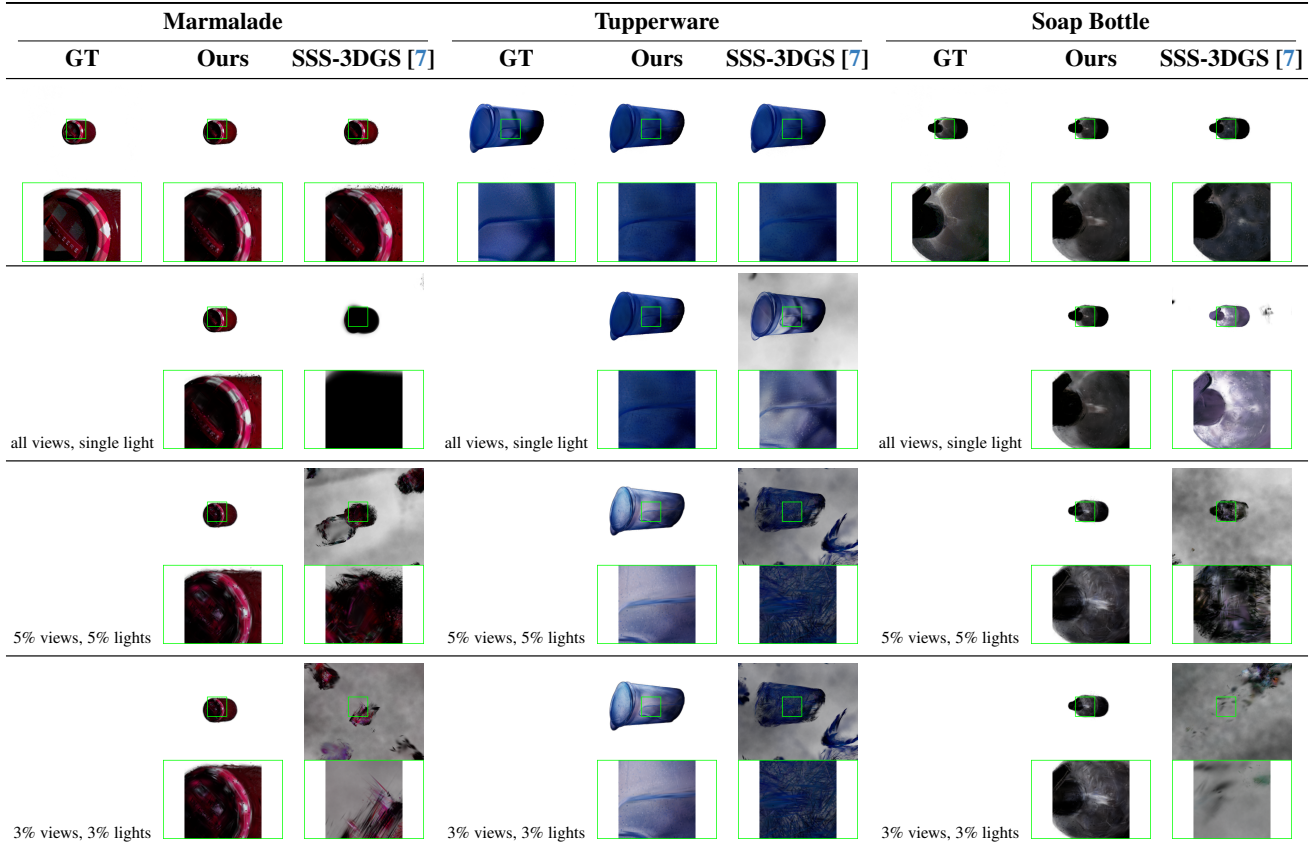 Marmalade Tupperware Soap Bottle
GT Ours SSS-3DGS [7] GT Ours SSS-3DGS [7] GT Ours SSS-3DGS [7]
all views, single light all views, single light all views, single light
5% views, 5% lights 5% views, 5% lights 5% views, 5% lights
3% views, 3% lights 3% views, 3% lights 3% views, 3% lights